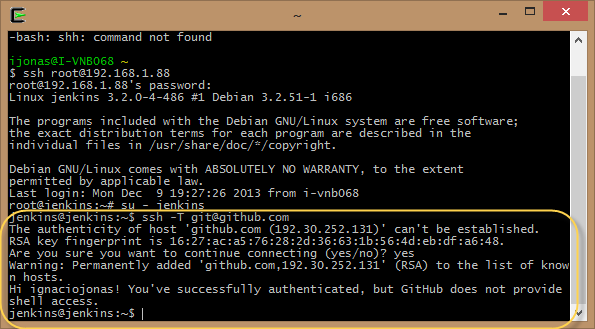 ~
-bash: shh: command not found
ijonas@I-VNB068 ~
$ ssh root@192.168.1.88
root@192.168.1.88's password:
Linux jenkins 3.2.0-4-486 #1 Debian 3.2.51-1 i686
The programs included with the Debian GNU/Linux system are free software;
the exact distribution terms for each program are described in the
individual files in /usr/share/doc/*/copyright.
Debian GNU/Linux comes with ABSOLUTELY NO WARRANTY, to the extent
permitted by applicable law.
Last login: Mon Dec  9 19:27:26 2013 from i-vnb068
root@jenkins:~# su - jenkins
jenkins@jenkins:~$ ssh -T git@github.com
The authenticity of host 'github.com (192.30.252.131)' can't be established.
RSA key fingerprint is 16:27:ac:a5:76:28:2d:36:63:1b:56:4d:eb:df:a6:48.
Are you sure you want to continue connecting (yes/no)? yes
Warning: Permanently added 'github.com,192.30.252.131' (RSA) to the list of know
n hosts.
Hi ignaciojonas! You've successfully authenticated, but GitHub does not provide
shell access.
jenkins@jenkins:~$